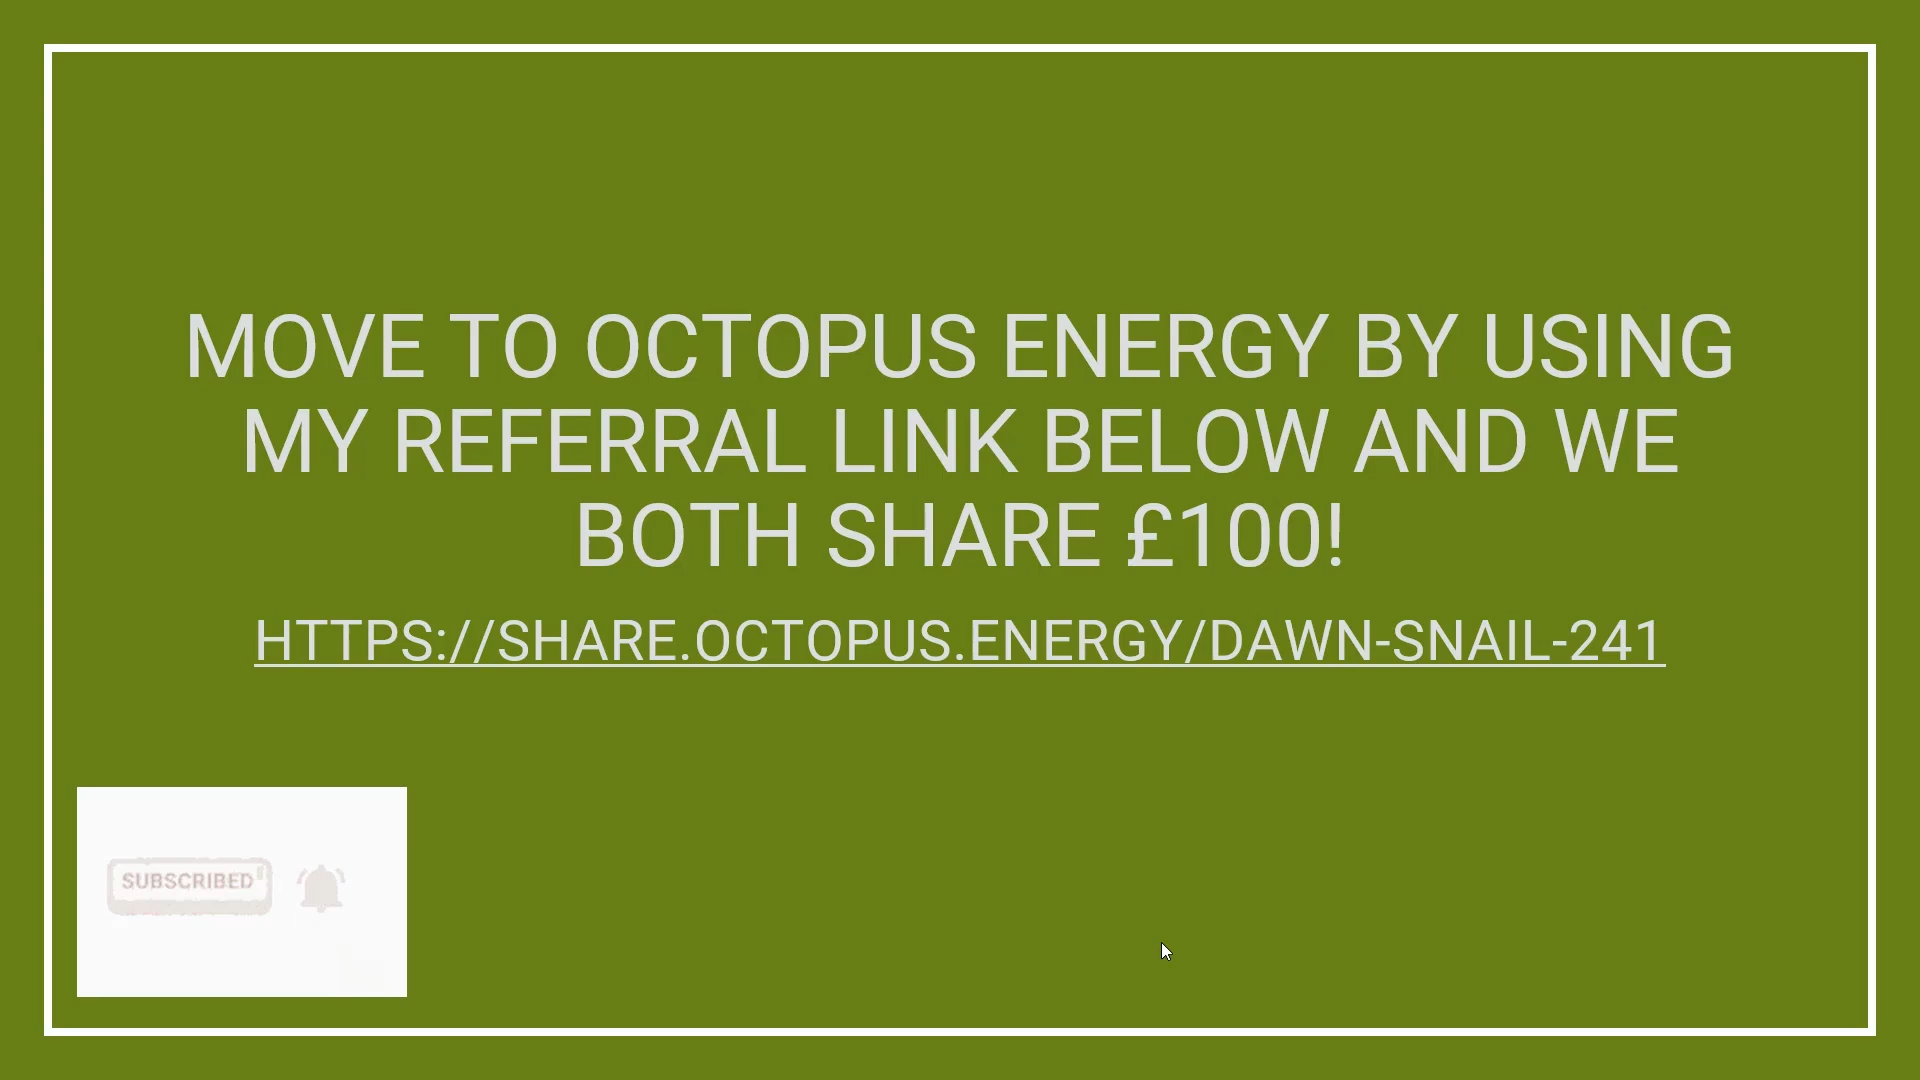 MOVE TO OCTOPUS ENERGY BY USING
MY REFERRAL LINK BELOW AND WE
BOTH SHARE £100!
HTTPS://SHARE.OCTOPUS.ENERGY/DAWN-SNAIL-241
SUBSCRIBED